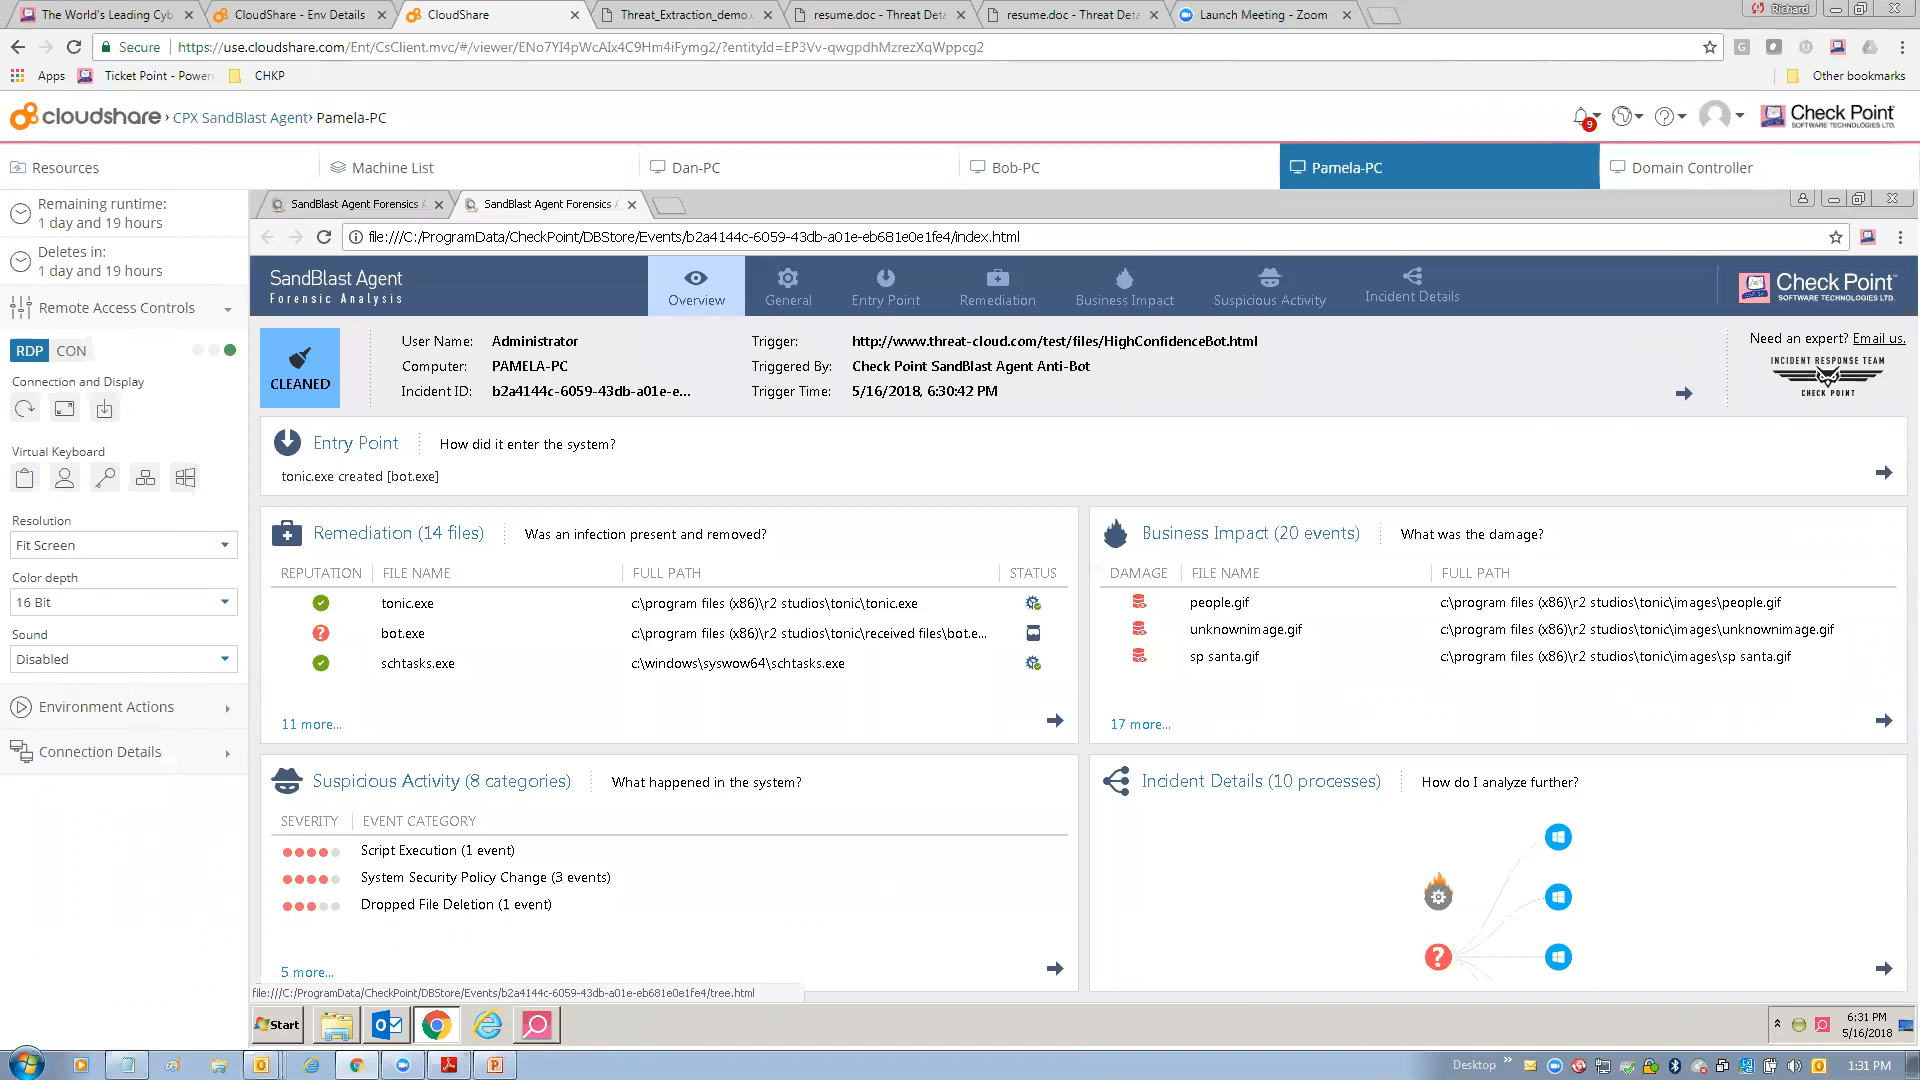 The World's Leading Cyb
CloudShare - Env Details
CloudShare
Threat_Extraction_demo.
resume.doc - Threat Deta
resume.doc - Threat Deta
Launch Meeting - Zoom
Richard
Secure
https://use.cloudshare.com/Ent/CsClient.mvc/#/viewer/ENo7YI4pWcAIx4C9Hm4iFymg2/?entityId=EP3Vv-qwgpdhMzrezXqWppcg2
Apps
Ticket Point - Power
CHKP
Other bookmarks
cloudshare › CPX SandBlast Agent› Pamela-PC
9
Check Point
SOFTWARE TECHNOLOGIES LTD.
Resources
Machine List
Dan-PC
Bob-PC
Pamela-PC
Domain Controller
Remaining runtime:
1 day and 19 hours
Deletes in:
1 day and 19 hours
Remote Access Controls
RDP CON
Connection and Display
Virtual Keyboard
Resolution
Fit Screen
Color depth
16 Bit
Sound
Disabled
Environment Actions
Connection Details
SandBlast Agent Forensics A
SandBlast Agent Forensics A
file:///C:/ProgramData/CheckPoint/DBStore/Events/b2a4144c-6059-43db-a01e-eb681e0e1fe4/index.html
SandBlast Agent
Forensic Analysis
Overview
General
Entry Point
Remediation
Business Impact
Suspicious Activity
Incident Details
Check Point
SOFTWARE TECHNOLOGIES LTD.
CLEANED
User Name: Administrator
Computer: PAMELA-PC
Incident ID: b2a4144c-6059-43db-a01e-e...
Trigger: http://www.threat-cloud.com/test/files/HighConfidenceBot.html
Triggered By: Check Point SandBlast Agent Anti-Bot
Trigger Time: 5/16/2018, 6:30:42 PM
Need an expert? Email us.
INCIDENT RESPONSE TEAM
CHECK POINT
Entry Point How did it enter the system?
tonic.exe created [bot.exe]
Remediation (14 files) Was an infection present and removed?
REPUTATION FILE NAME FULL PATH STATUS
tonic.exe c:\program files (x86)\r2 studios\tonic\tonic.exe
bot.exe c:\program files (x86)\r2 studios\tonic\received files\bot.e...
schtasks.exe c:\windows\syswow64\schtasks.exe
11 more...
Business Impact (20 events) What was the damage?
DAMAGE FILE NAME FULL PATH
people.gif c:\program files (x86)\r2 studios\tonic\images\people.gif
unknownimage.gif c:\program files (x86)\r2 studios\tonic\images\unknownimage.gif
sp santa.gif c:\program files (x86)\r2 studios\tonic\images\sp santa.gif
17 more...
Suspicious Activity (8 categories) What happened in the system?
SEVERITY EVENT CATEGORY
Script Execution (1 event)
System Security Policy Change (3 events)
Dropped File Deletion (1 event)
5 more...
Incident Details (10 processes) How do I analyze further?
file:///C:/ProgramData/CheckPoint/DBStore/Events/b2a4144c-6059-43db-a01e-eb681e0e1fe4/tree.html
Start
6:31 PM
5/16/2018
Desktop
1:31 PM